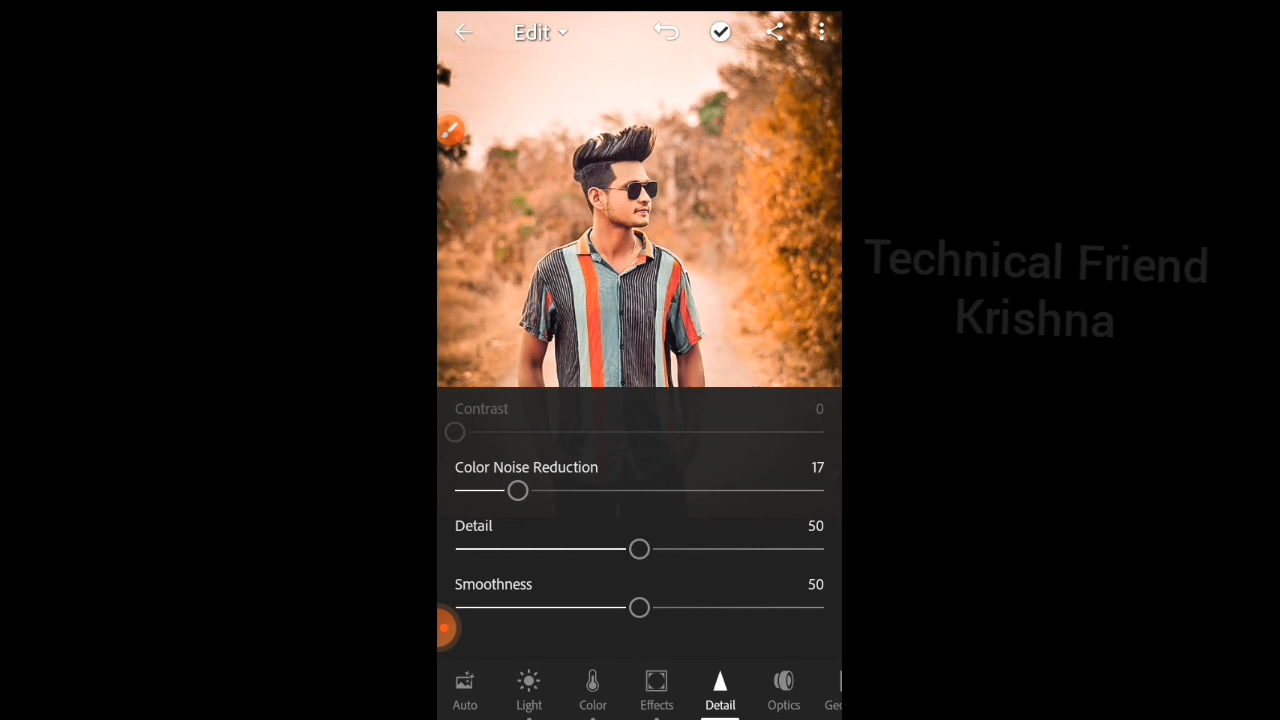 Edit
Technical Friend
Krishna
Contrast 0
Color Noise Reduction 17
Detail 50
Smoothness 50
Auto Light Color Effects Detail Optics